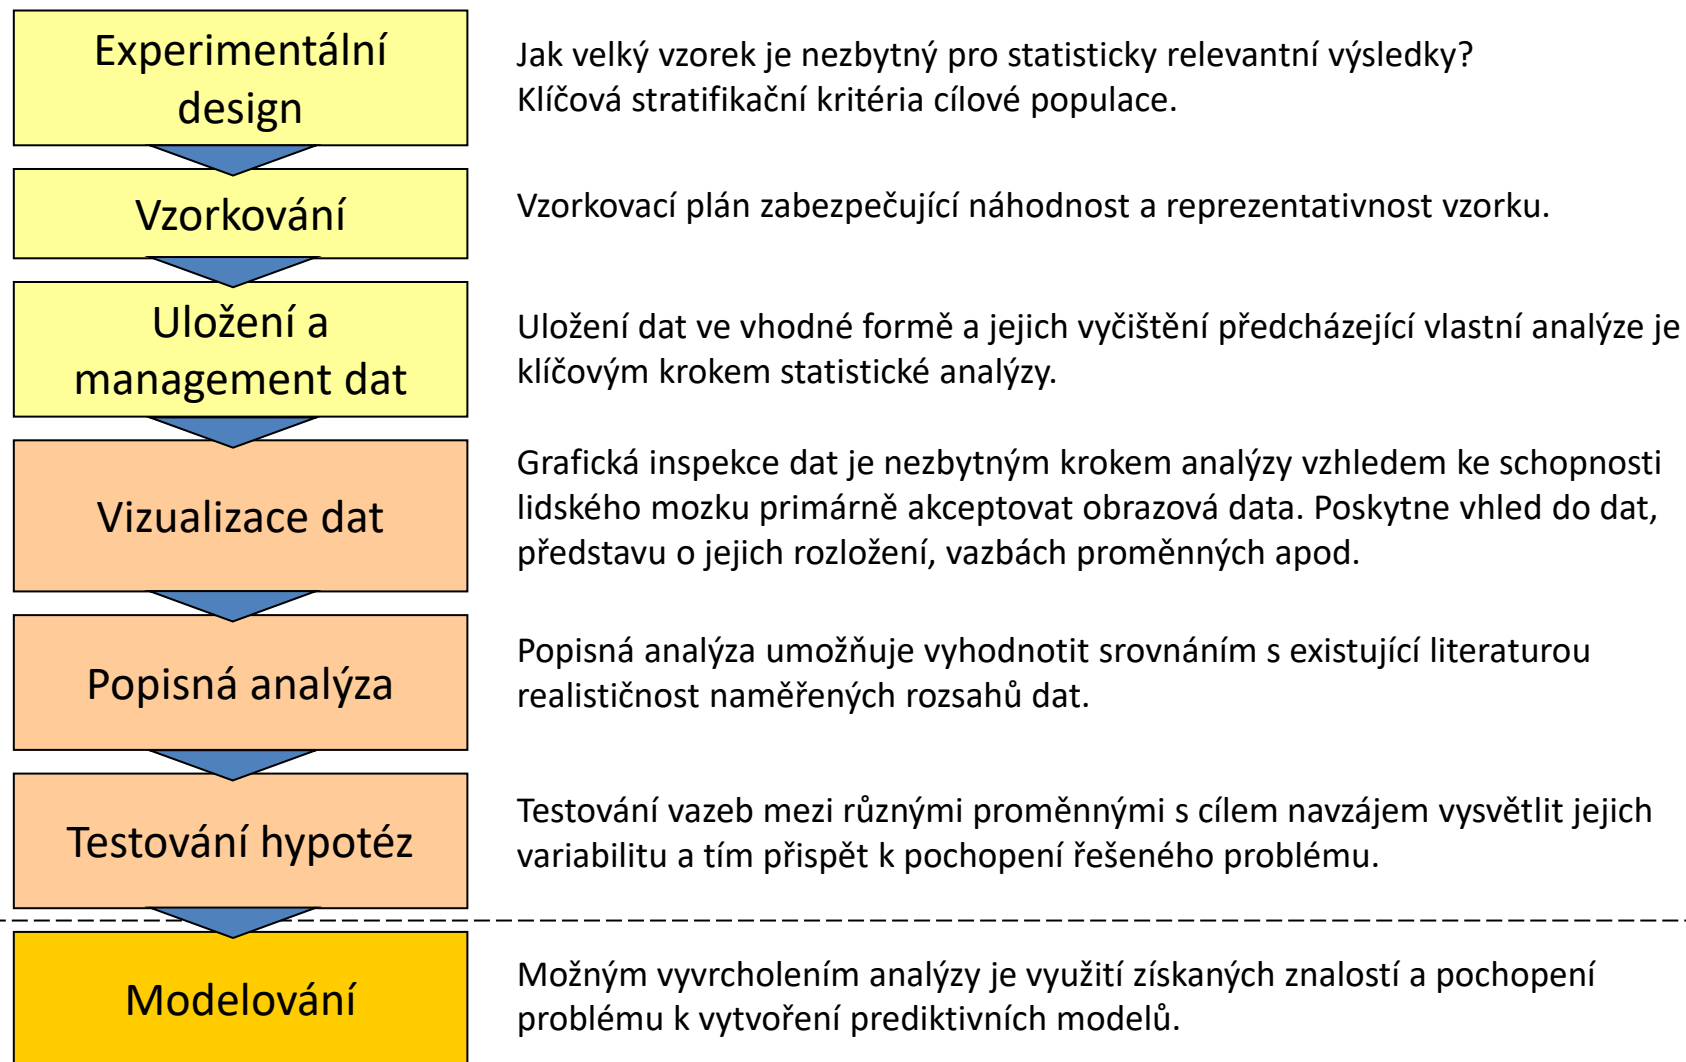 Experimentální
design
Jak velký vzorek je nezbytný pro statisticky relevantní výsledky?
Klíčová stratifikační kritéria cílové populace.
Vzorkování
Vzorkovací plán zabezpečující náhodnost a reprezentativnost vzorku.
Uložení a
management dat
Uložení dat ve vhodné formě a jejich vyčištění předcházející vlastní analýze je
klíčovým krokem statistické analýzy.
Vizualizace dat
Grafická inspekce dat je nezbytným krokem analýzy vzhledem ke schopnosti
lidského mozku primárně akceptovat obrazová data. Poskytne vhled do dat,
představu o jejich rozložení, vazbách proměnných apod.
Popisná analýza
Popisná analýza umožňuje vyhodnotit srovnáním s existující literaturou
realističnost naměřených rozsahů dat.
Testování hypotéz
Testování vazeb mezi různými proměnnými s cílem navzájem vysvětlit jejich
variabilitu a tím přispět k pochopení řešeného problému.
Modelování
Možným vyvrcholením analýzy je využití získaných znalostí a pochopení
problému k vytvoření prediktivních modelů.